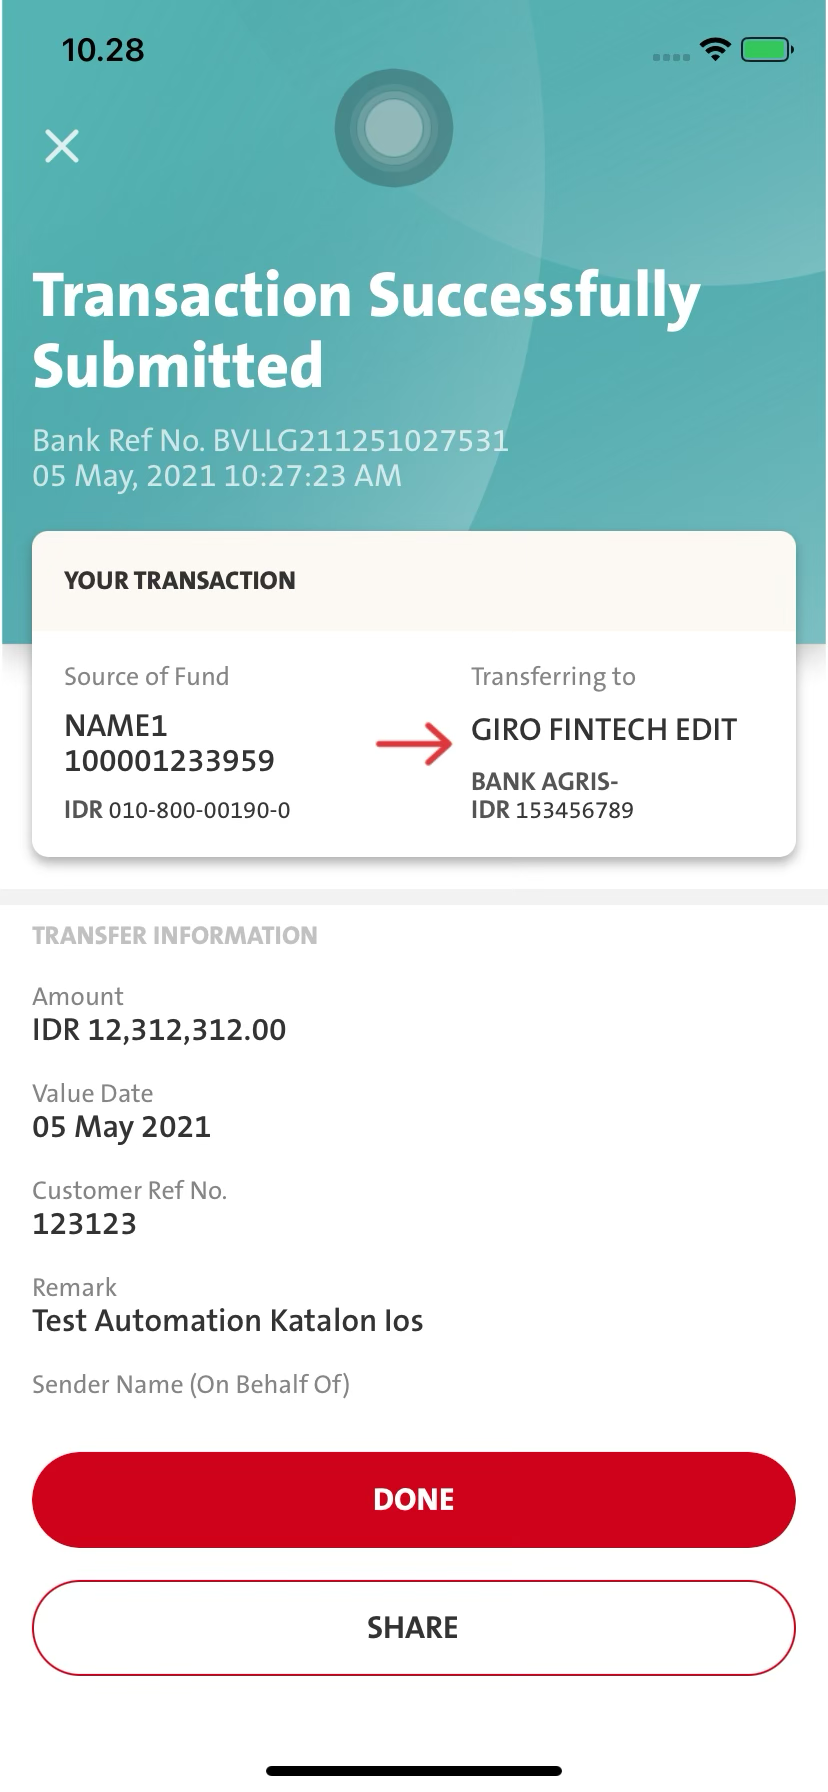 10.28
Transaction Successfully
Submitted
Bank Ref No. BVLLG211251027531
05 May, 2021 10:27:23 AM
YOUR TRANSACTION
Source of Fund
NAME1
100001233959
IDR 010-800-00190-0
Transferring to
GIRO FINTECH EDIT
BANK AGRIS-
IDR 153456789
TRANSFER INFORMATION
Amount
IDR 12,312,312.00
Value Date
05 May 2021
Customer Ref No.
123123
Remark
Test Automation Katalon Ios
Sender Name (On Behalf Of)
DONE
SHARE